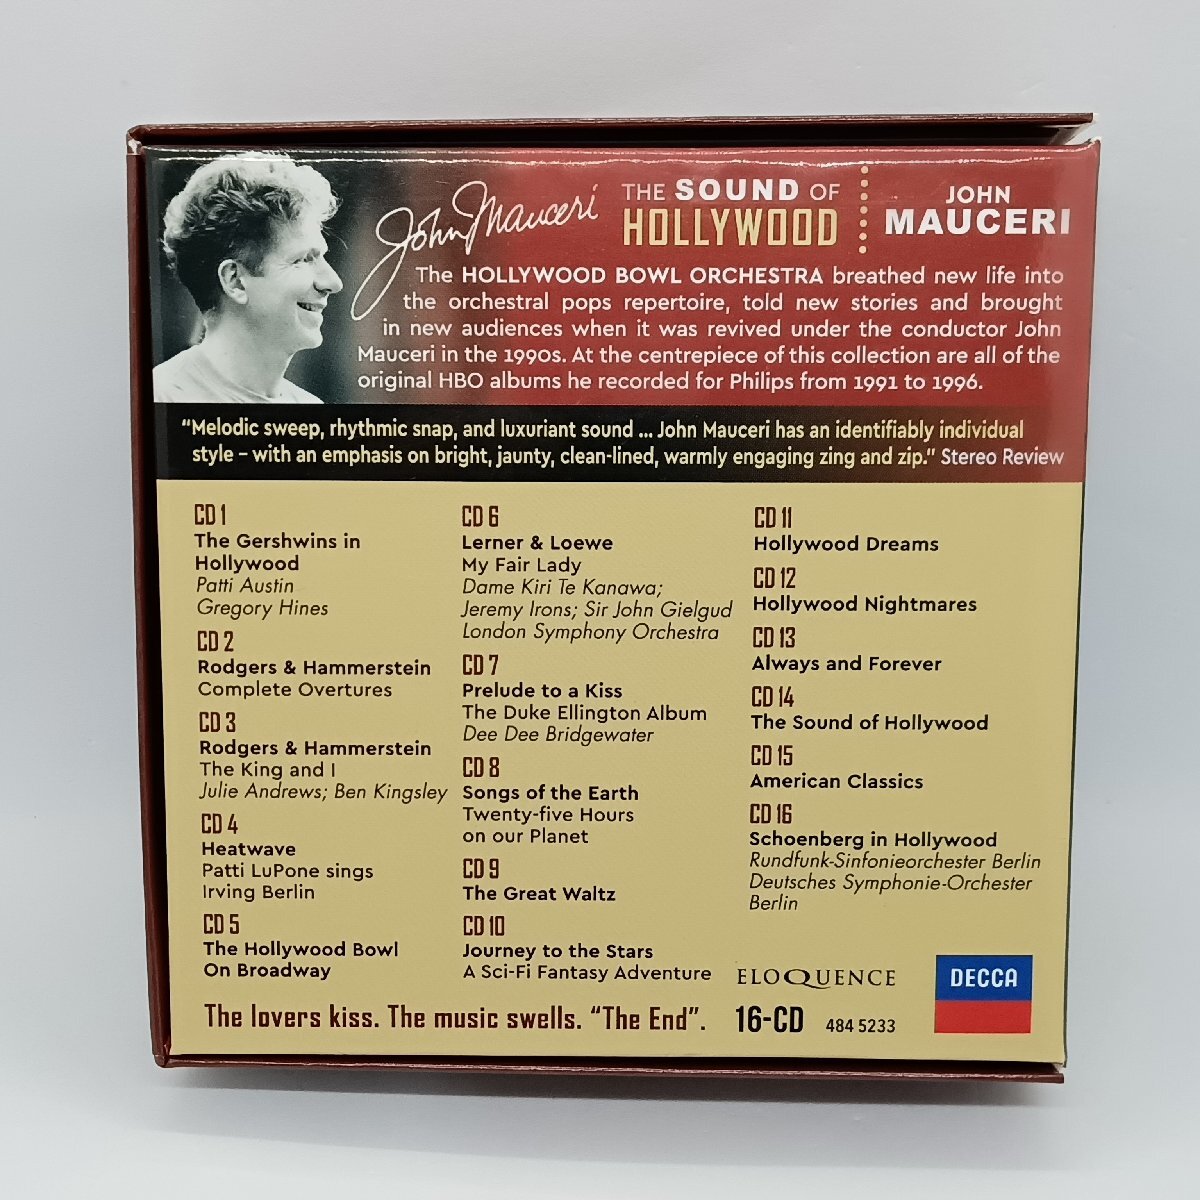 John Mauceri
THE SOUND OF
HOLLYWOOD
JOHN
MAUCERI
The HOLLYWOOD BOWL ORCHESTRA breathed new life into
the orchestral pops repertoire, told new stories and brought
in new audiences when it was revived under the conductor John
Mauceri in the 1990s. At the centrepiece of this collection are all of the
original HBO albums he recorded for Philips from 1991 to 1996.
“Melodic sweep, rhythmic snap, and luxuriant sound ... John Mauceri has an identifiably individual
style – with an emphasis on bright, jaunty, clean-lined, warmly engaging zing and zip.” Stereo Review
CD 1
The Gershwins in
Hollywood
Patti Austin
Gregory Hines
CD 2
Rodgers & Hammerstein
Complete Overtures
CD 3
Rodgers & Hammerstein
The King and I
Julie Andrews; Ben Kingsley
CD 4
Heatwave
Patti LuPone sings
Irving Berlin
CD 5
The Hollywood Bowl
On Broadway
CD 6
Lerner & Loewe
My Fair Lady
Dame Kiri Te Kanawa;
Jeremy Irons; Sir John Gielgud
London Symphony Orchestra
CD 7
Prelude to a Kiss
The Duke Ellington Album
Dee Dee Bridgewater
CD 8
Songs of the Earth
Twenty-five Hours
on our Planet
CD 9
The Great Waltz
CD 10
Journey to the Stars
A Sci-Fi Fantasy Adventure
CD 11
Hollywood Dreams
CD 12
Hollywood Nightmares
CD 13
Always and Forever
CD 14
The Sound of Hollywood
CD 15
American Classics
CD 16
Schoenberg in Hollywood
Rundfunk-Sinfonieorchester Berlin
Deutsches Symphonie-Orchester
Berlin
ELOQUENCE
DECCA
The lovers kiss. The music swells. “The End”.
16-CD
484 5233